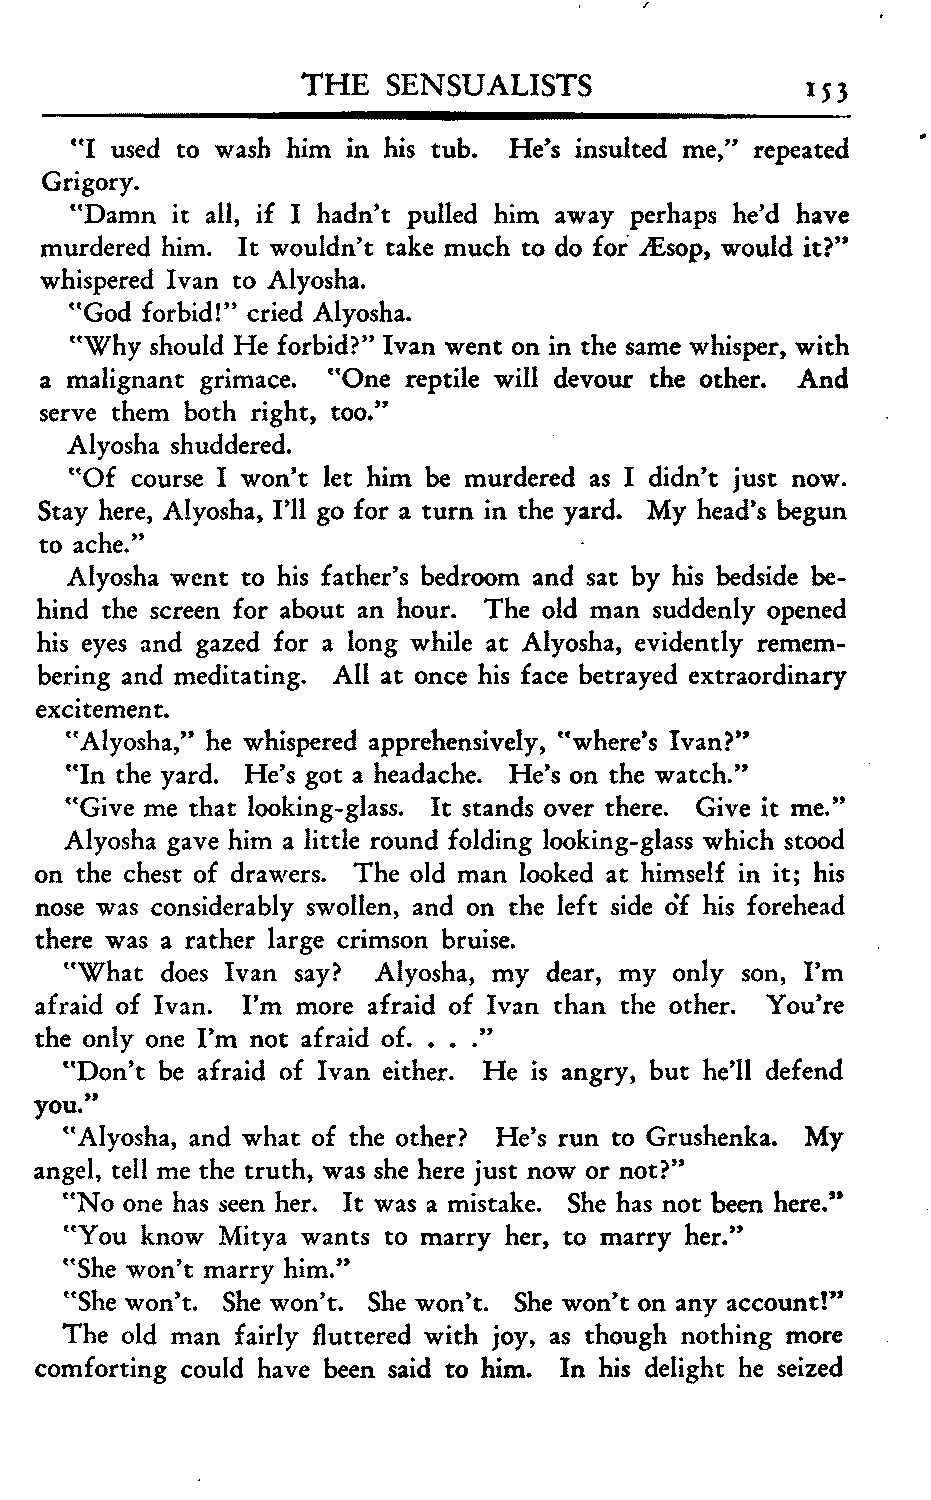 THE SENSUALISTS 153
"I used to wash him in his tub. He's insulted me," repeated
Grigory.
"Damn it all, if I hadn't pulled him away perhaps he'd have
murdered him. It wouldn't take much to do for Æsop, would it?"
whispered Ivan to Alyosha.
"God forbid!" cried Alyosha.
"Why should He forbid?" Ivan went on in the same whisper, with
a malignant grimace. "One reptile will devour the other. And
serve them both right, too."
Alyosha shuddered.
"Of course I won't let him be murdered as I didn't just now.
Stay here, Alyosha, I'll go for a turn in the yard. My head's begun
to ache."
Alyosha went to his father's bedroom and sat by his bedside be-
hind the screen for about an hour. The old man suddenly opened
his eyes and gazed for a long while at Alyosha, evidently remem-
bering and meditating. All at once his face betrayed extraordinary
excitement.
"Alyosha," he whispered apprehensively, "where's Ivan?"
"In the yard. He's got a headache. He's on the watch."
"Give me that looking-glass. It stands over there. Give it me."
Alyosha gave him a little round folding looking-glass which stood
on the chest of drawers. The old man looked at himself in it; his
nose was considerably swollen, and on the left side of his forehead
there was a rather large crimson bruise.
"What does Ivan say? Alyosha, my dear, my only son, I'm
afraid of Ivan. I'm more afraid of Ivan than the other. You're
the only one I'm not afraid of. . . ."
"Don't be afraid of Ivan either. He is angry, but he'll defend
you."
"Alyosha, and what of the other? He's run to Grushenka. My
angel, tell me the truth, was she here just now or not?"
"No one has seen her. It was a mistake. She has not been here."
"You know Mitya wants to marry her, to marry her."
"She won't marry him."
"She won't. She won't. She won't. She won't on any account!"
The old man fairly fluttered with joy, as though nothing more
comforting could have been said to him. In his delight he seized